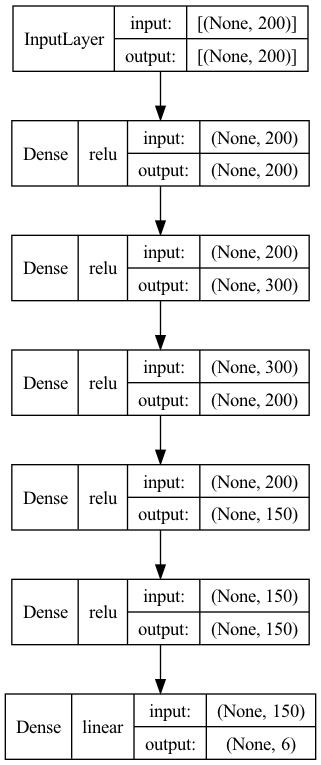 InputLayer input: [(None, 200)]
output: [(None, 200)]
Dense relu input: (None, 200)
output: (None, 200)
Dense relu input: (None, 200)
output: (None, 300)
Dense relu input: (None, 300)
output: (None, 200)
Dense relu input: (None, 200)
output: (None, 150)
Dense relu input: (None, 150)
output: (None, 150)
Dense linear input: (None, 150)
output: (None, 6)